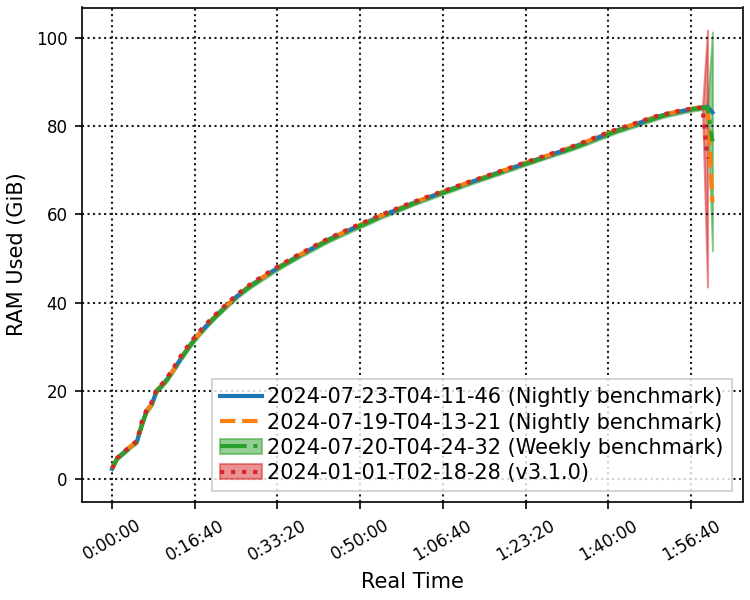 100
80
60
40
20
0
RAM Used (GiB)
2024-07-23-T04-11-46 (Nightly benchmark)
2024-07-19-T04-13-21 (Nightly benchmark)
2024-07-20-T04-24-32 (Weekly benchmark)
2024-01-01-T02-18-28 (v3.1.0)
0:00:00
0:16:40
0:33:20
0:50:00
1:06:40
1:23:20
1:40:00
1:56:40
Real Time